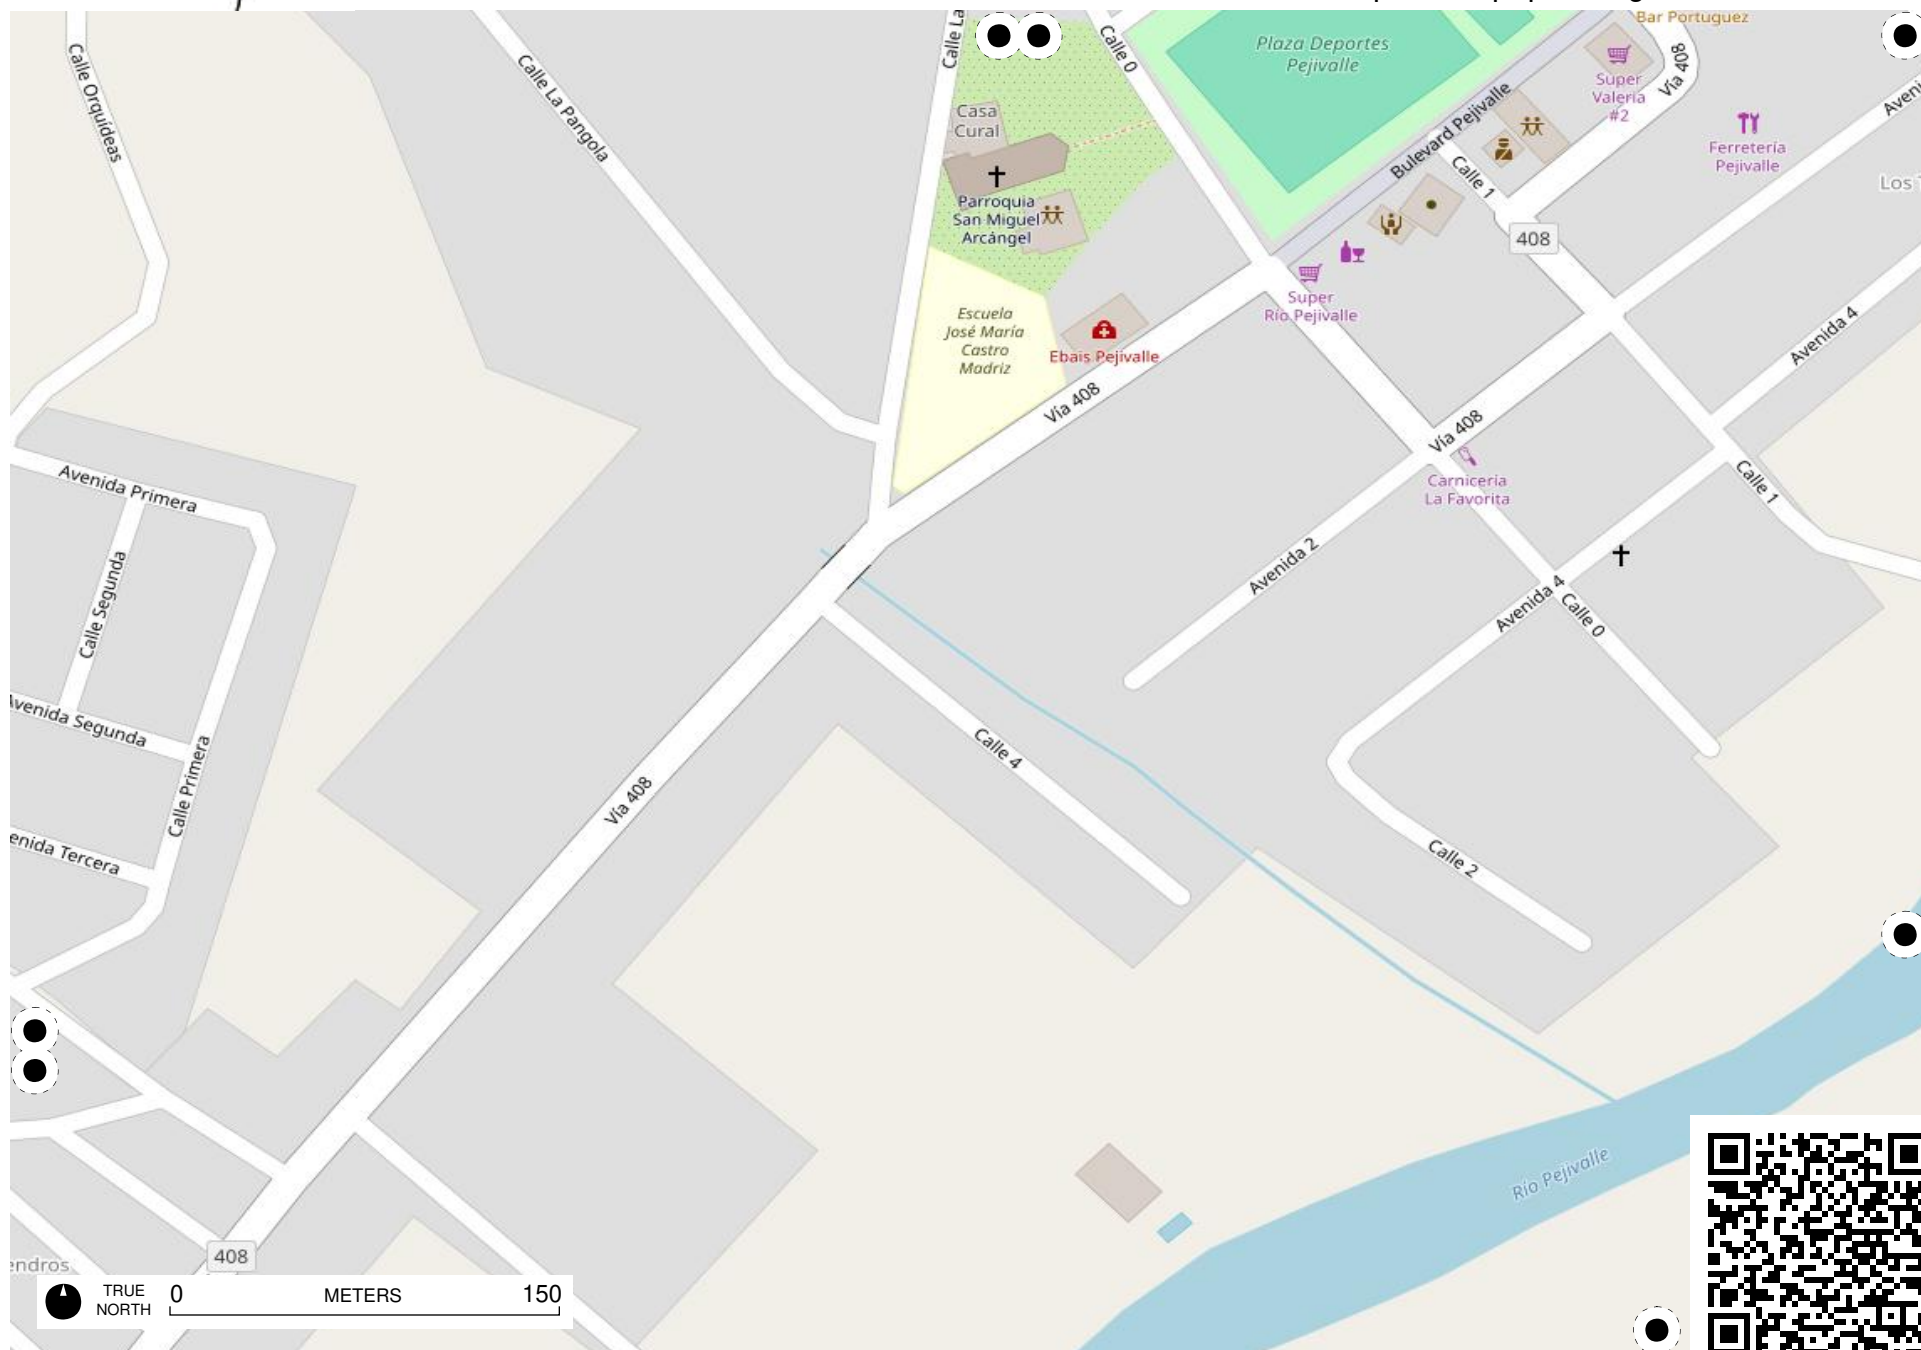 Bar Portuguez
Plaza Deportes
Pejivalle
Calle La
Calle 0
Calle Orquídeas
Calle La Pangola
Super
Valeria
#2
Vía 408
Bulevard Pejivalle
Casa
Cural
Ferretería
Pejivalle
Calle 1
Parroquia
San Miguel
Arcángel
408
Super
Río Pejivalle
Escuela
José María
Castro
Madriz
Ebais Pejivalle
Avenida 4
Vía 408
Vía 408
Carnicería
La Favorita
Calle 1
Avenida Primera
Avenida 2
Calle Segunda
Avenida 4
Calle 0
Avenida Segunda
Calle Primera
Calle 4
Vía 408
Calle 2
enida Tercera
Río Pejivalle
408
endros
TRUE
NORTH
0 METERS 150